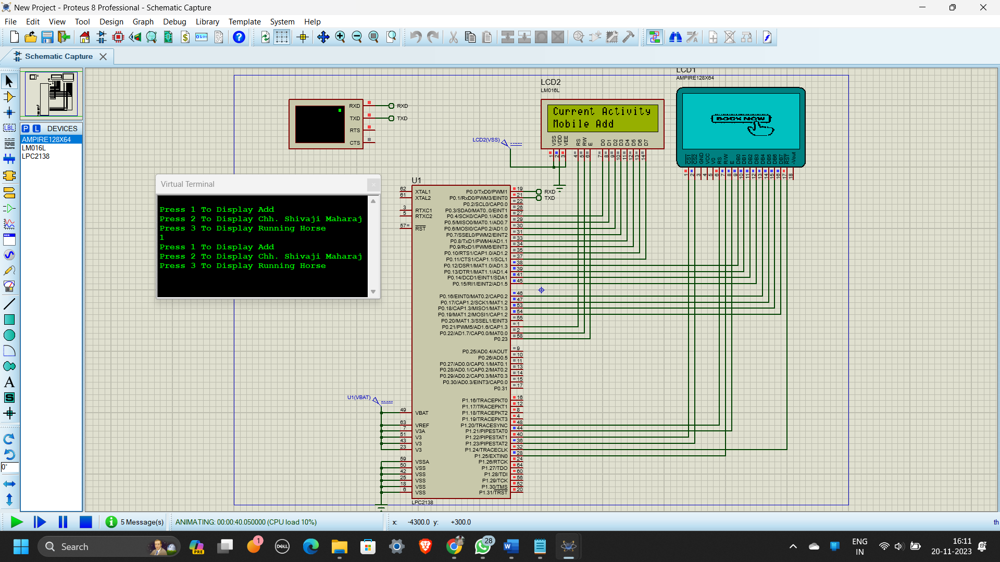 New Project - Proteus 8 Professional - Schematic Capture
File Edit View Tool Design Graph Debug Library Template System Help
Schematic Capture
P L DEVICES
AMPIRE128X64
LM016L
LPC2138
LBL
A
S
0°
RXD RXD
TXD TXD
RTS
CTS
LCD2
LM016L
Current Activity
Mobile Add
LCD2(VSS)
VSS VDD VEE RS RW E D0 D1 D2 D3 D4 D5 D6 D7
1 2 3 4 5 6 7 8 9 10 11 12 13 14
LCD1
AMPIRE128X64
BOOK NOW
CS1 CS2 GND VCC V0 RS R/W E DB0 DB1 DB2 DB3 DB4 DB5 DB6 DB7 RST -Vout
1 2 3 4 5 6 7 8 9 10 11 12 13 14 15 16 17 18
Virtual Terminal
Press 1 To Display Add
Press 2 To Display Chh. Shivaji Maharaj
Press 3 To Display Running Horse
1
Press 1 To Display Add
Press 2 To Display Chh. Shivaji Maharaj
Press 3 To Display Running Horse
U1
62 XTAL1
61 XTAL2
3 RTXC1
5 RTXC2
57 RST
U1(VBAT)
49 VBAT
63 VREF
7 V3A
51 V3
43 V3
23 V3
59 VSSA
50 VSS
42 VSS
25 VSS
18 VSS
6 VSS
P0.0/TxD0/PWM1 19 RXD
P0.1/RxD0/PWM3/EINT0 21 TXD
P0.2/SCL0/CAP0.0 22
P0.3/SDA0/MAT0..0/EINT1 26
P0.4/SCK0/CAP0.1/AD0.6 27
P0.5/MISO0/MAT0.1/AD0.7 29
P0.6/MOSI0/CAP0.2/AD1.0 30
P0.7/SSEL0/PWM2/EINT2 31
P0.8/TxD1/PWM4/AD1.1 33
P0.9/RxD1/PWM6/EINT3 34
P0.10/RTS1/CAP1.0/AD1.2 35
P0.11/CTS1/CAP1.1/SCL1 37
P0.12/DSR1/MAT1.0/AD1.3 38
P0.13/DTR1/MAT1.1/AD1.4 39
P0.14/DCD1/EINT1/SDA1 41
P0.15/RI1/EINT2/AD1.5 45
P0.16/EINT0/MAT0.2/CAP0.2 46
P0.17/CAP1.2/SCK1/MAT1.2 47
P0.18/CAP1.3/MISO1/MAT1.3 53
P0.19/MAT1.2/MOSI1/CAP1.2 54
P0.20/MAT1.3/SSEL1/EINT3 55
P0.21/PWM5/AD1.6/CAP1.3 1
P0.22/AD1.7/CAP0.0/MAT0.0 2
P0.23 58
P0.25/AD0.4/AOUT 9
P0.26/AD0.5 10
P0.27/AD0.0/CAP0.1/MAT0.1 11
P0.28/AD0.1/CAP0.2/MAT0.2 13
P0.29/AD0.2/CAP0.3/MAT0.3 14
P0.30/AD0.3/EINT3/CAP0.0 15
P0.31 17
P1.16/TRACEPKT0 16
P1.17/TRACEPKT1 12
P1.18/TRACEPKT2 8
P1.19/TRACEPKT3 4
P1.20/TRACESYNC 48
P1.21/PIPESTAT0 44
P1.22/PIPESTAT1 40
P1.23/PIPESTAT2 36
P1.24/TRACECLK 32
P1.25/EXTIN0 28
P1.26/RTCK 24
P1.27/TDO 64
P1.28/TDI 60
P1.29/TCK 56
P1.30/TMS 52
P1.31/TRST 20
LPC2138
5 Message(s) ANIMATING: 00:00:40.050000 (CPU load 10%) x: -4300.0 y: +300.0 th
Search PRE 1 DELL 28 W ENG
IN
16:11
20-11-2023